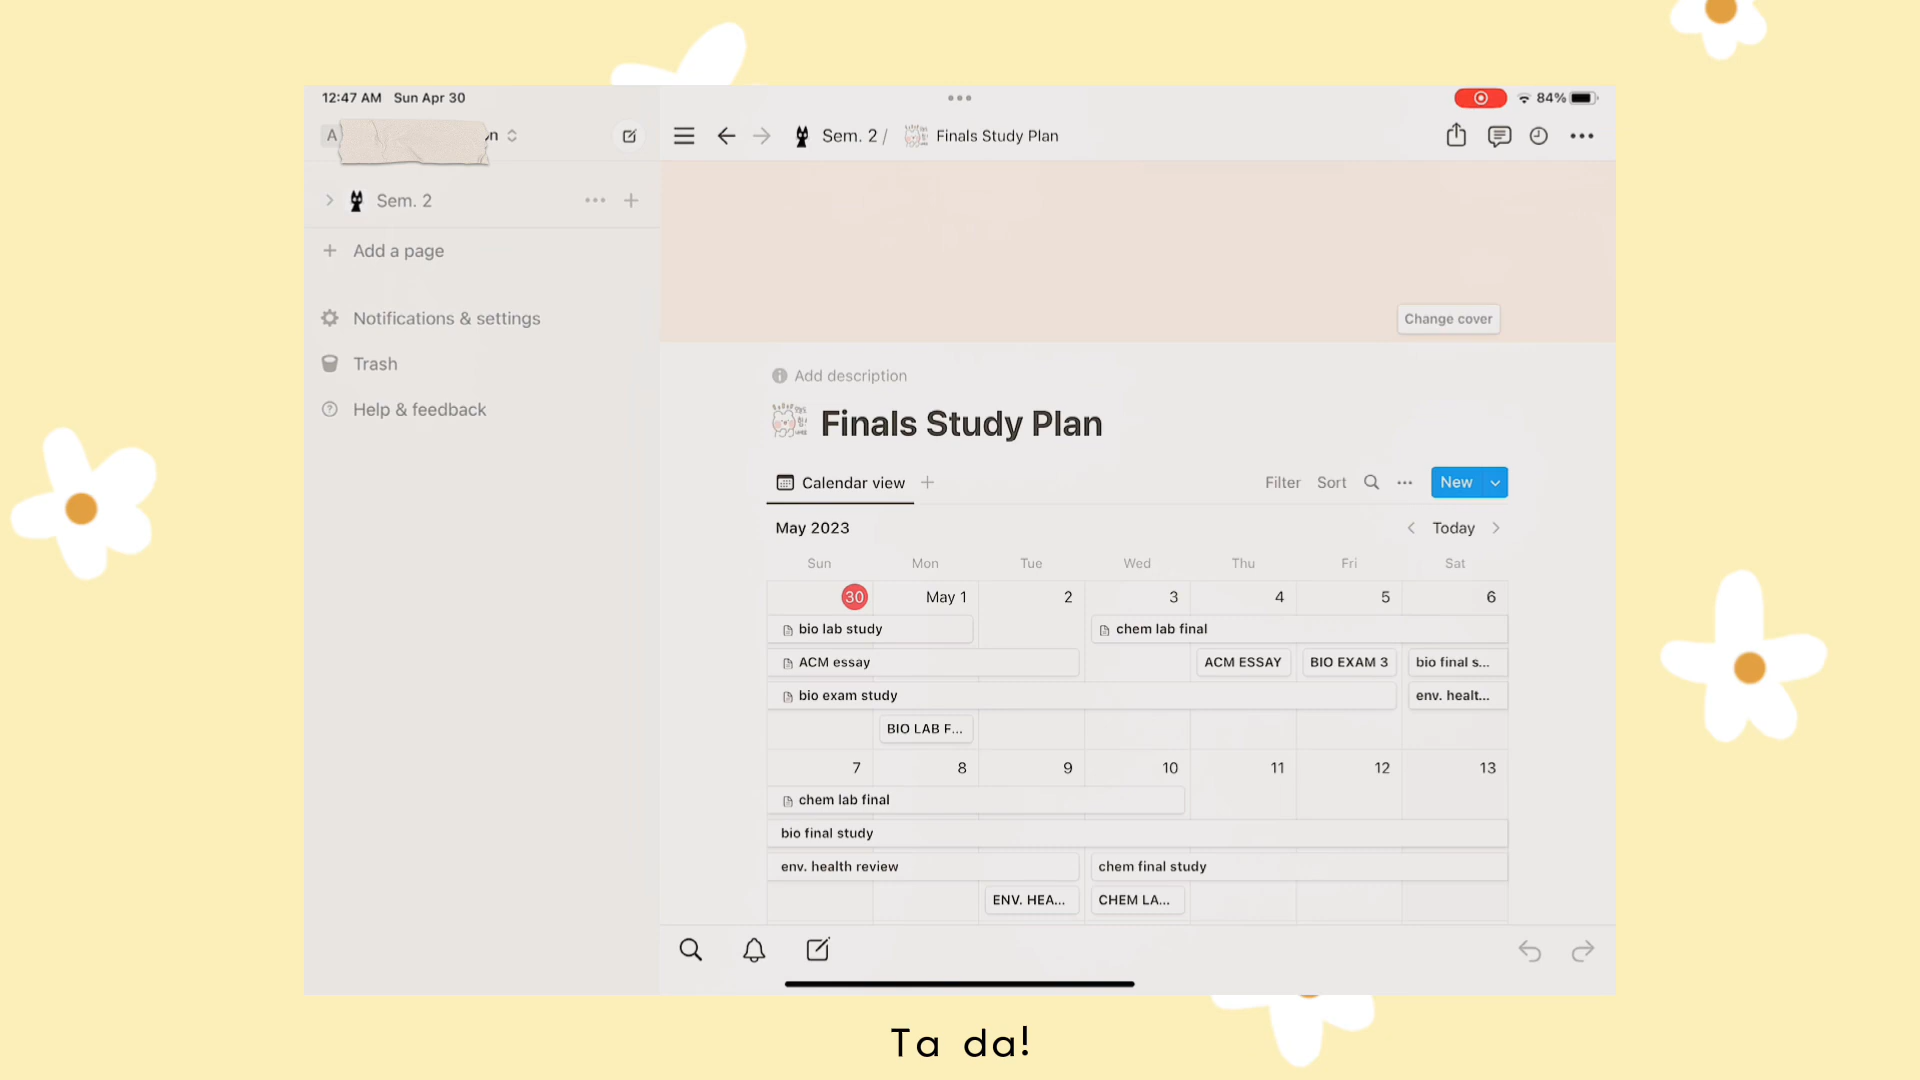 12:47 AM Sun Apr 30
84%
A
n
Sem. 2 / Finals Study Plan
Sem. 2
Add a page
Notifications & settings
Trash
Help & feedback
Change cover
Add description
Finals Study Plan
Calendar view
Filter Sort New
May 2023
Today
Sun Mon Tue Wed Thu Fri Sat
30 May 1 2 3 4 5 6
bio lab study chem lab final
ACM essay ACM ESSAY BIO EXAM 3 bio final s...
bio exam study env. healt...
BIO LAB F...
7 8 9 10 11 12 13
chem lab final
bio final study
env. health review chem final study
ENV. HEA... CHEM LA...
Ta da!